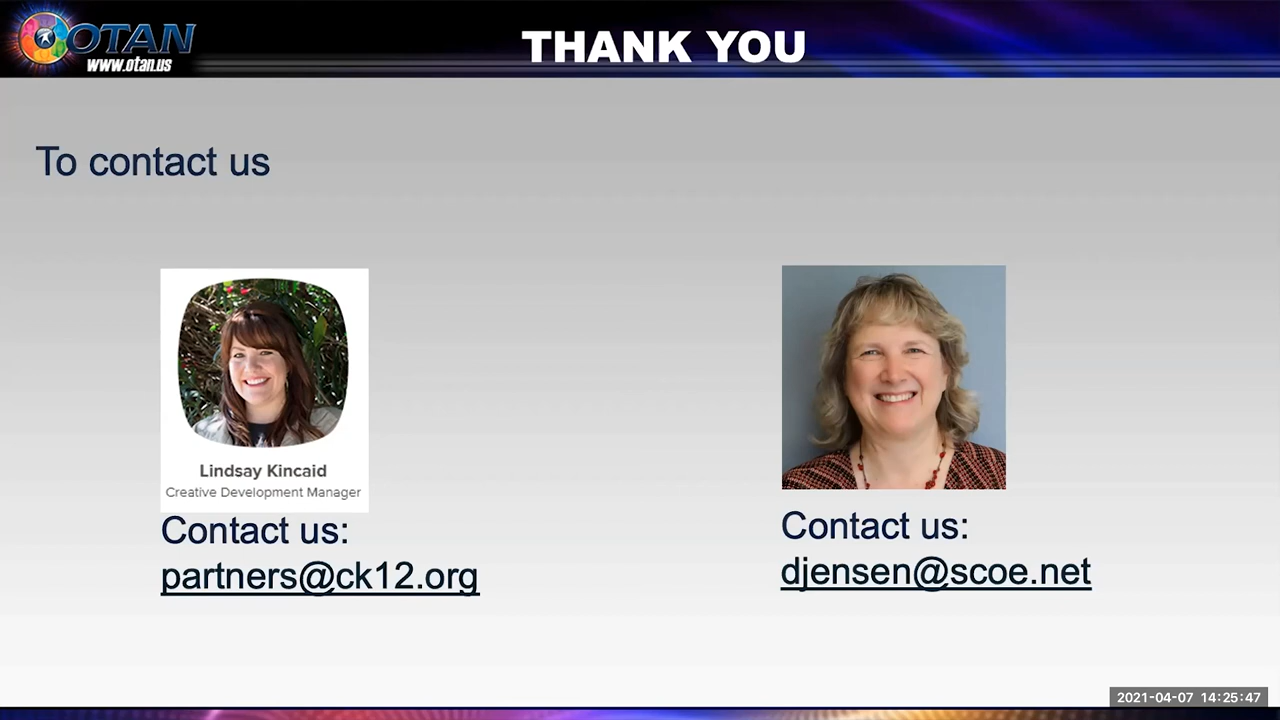 OTAN
www.otan.us
THANK YOU
To contact us
Lindsay Kincaid
Creative Development Manager
Contact us:
partners@ck12.org
Contact us:
djensen@scoe.net
2021-04-07 14:25:47